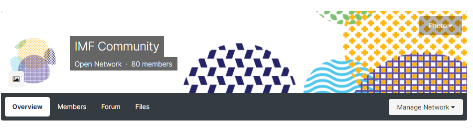 Photo
IMF Community
Open Network · 80 members
Overview Members Forum Files Manage Network